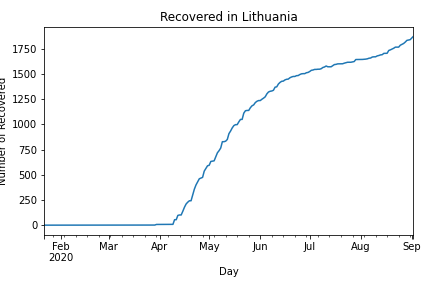 Recovered in Lithuania
Number of Recovered
1750
1500
1250
1000
750
500
250
0
Feb Mar Apr May Jun Jul Aug Sep
2020
Day